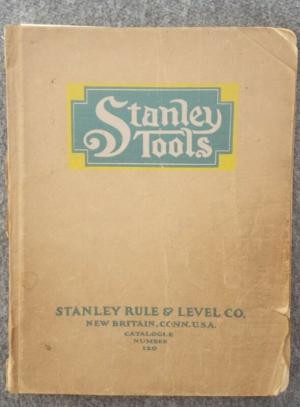 Stanley
Tools
STANLEY RULE & LEVEL CO.
NEW BRITAIN, CONN. U.S.A.
CATALOGUE
NUMBER
120